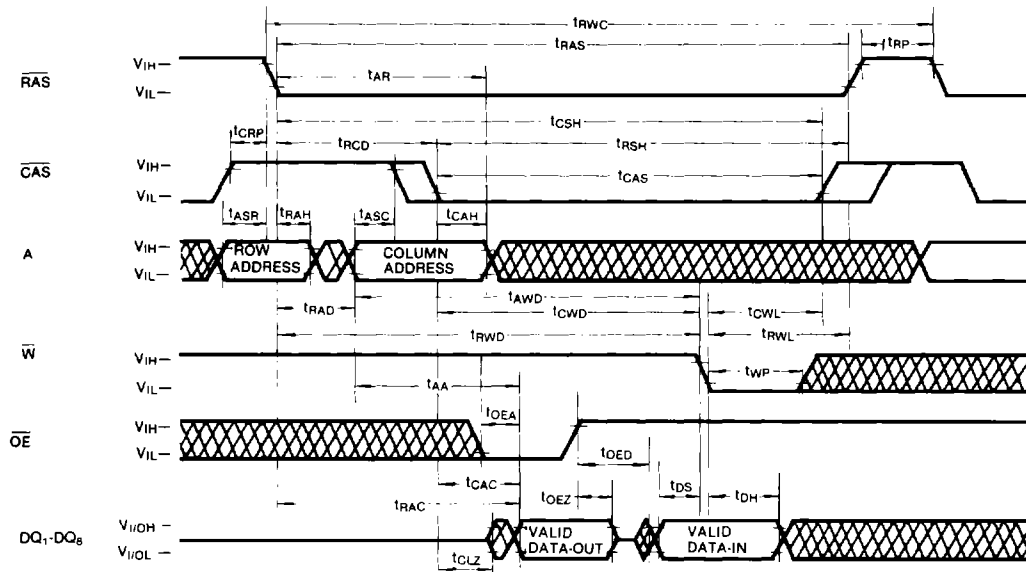 tRWC
tRAS
tRP
RAS
VIH
VIL
tAR
tCSH
tCRP
tRCD
tRSH
CAS
VIH
VIL
tCAS
tASR
tRAH
tASC
tCAH
A
VIH
VIL
ROW
ADDRESS
COLUMN
ADDRESS
tAWD
tRAD
tCWD
tCWL
tRWD
tRWL
W
VIH
VIL
tWP
tAA
tOEA
OE
VIH
VIL
tOED
tCAC
tRAC
tOEZ
tDS
tDH
DQ1-DQ8
VI/OH
VI/OL
VALID
DATA-OUT
VALID
DATA-IN
tCLZ